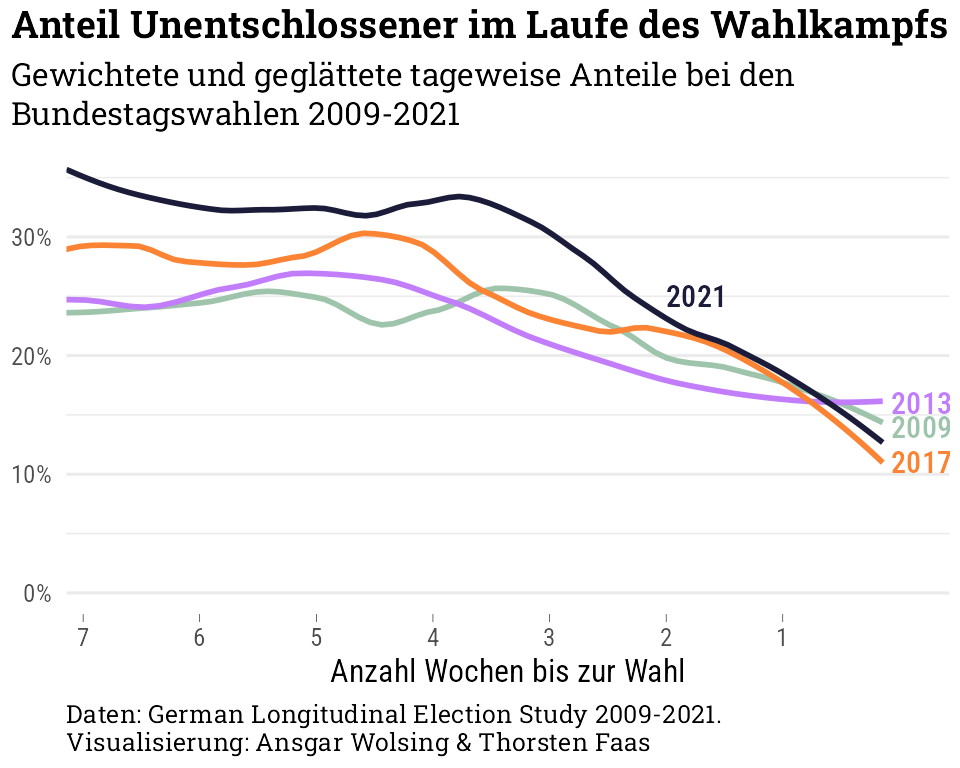 Anteil Unentschlossener im Laufe des Wahlkampfs
Gewichtete und geglättete tageweise Anteile bei den
Bundestagswahlen 2009-2021
30%
20%
10%
0%
2021
2013
2009
2017
7 6 5 4 3 2 1
Anzahl Wochen bis zur Wahl
Daten: German Longitudinal Election Study 2009-2021.
Visualisierung: Ansgar Wolsing & Thorsten Faas